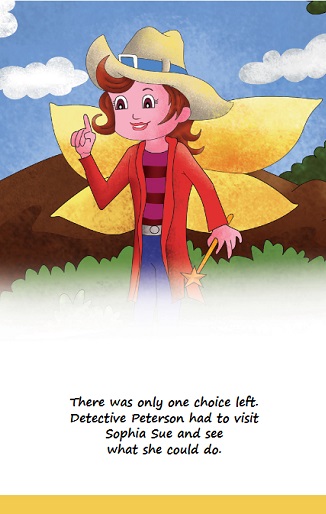 There was only one choice left.
Detective Peterson had to visit
Sophia Sue and see
what she could do.